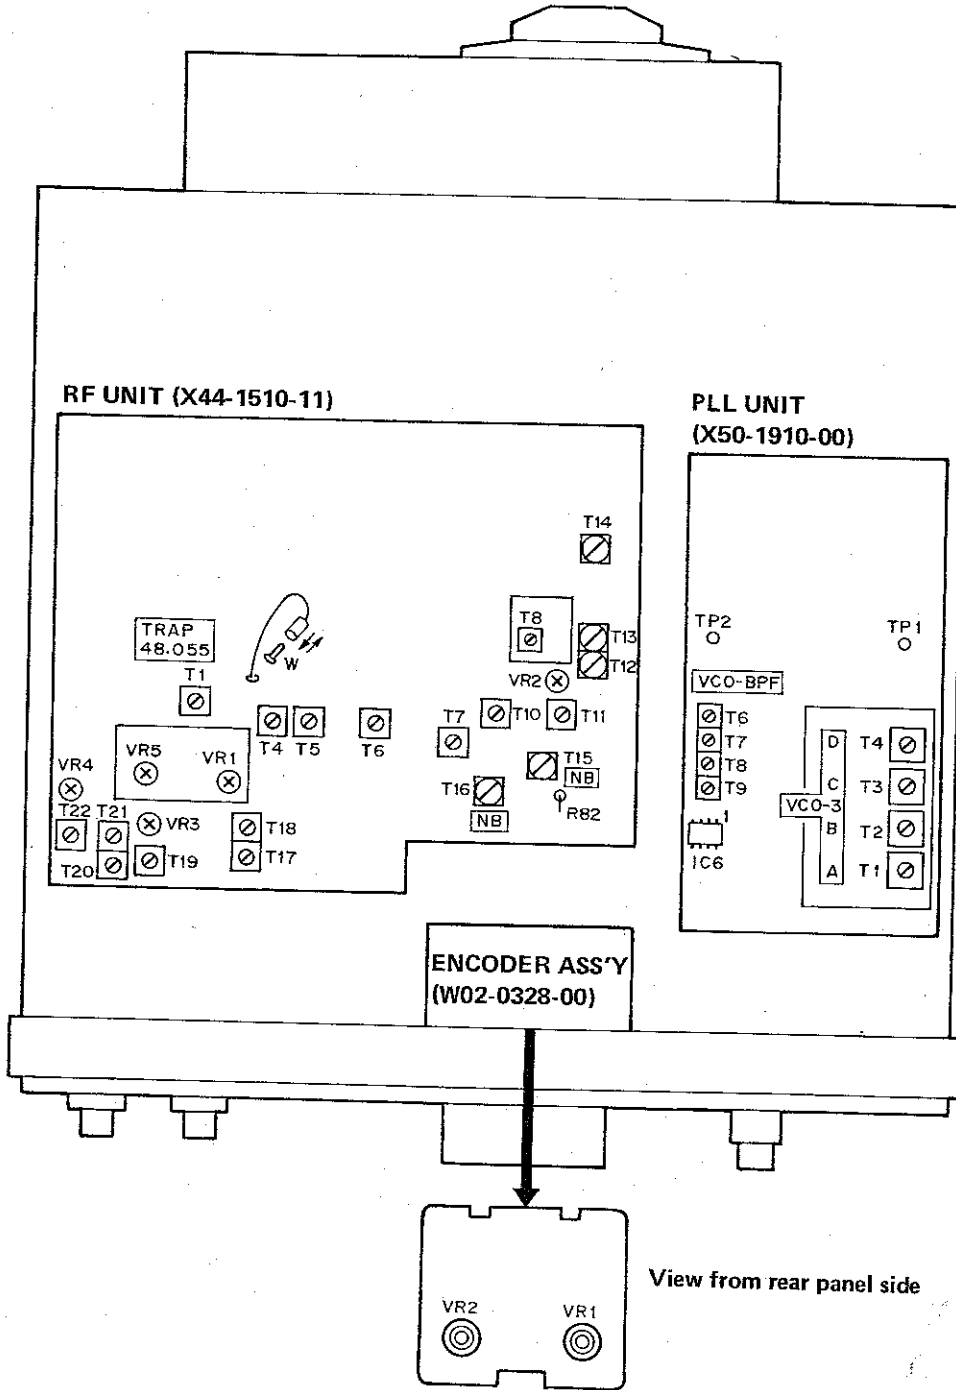 RF UNIT (X44-1510-11)
PLL UNIT
(X50-1910-00)
T14
TRAP
48.055
W
T8
T13
T12
TP2
TP1
T1
VR2
VCO-BPF
T4
T5
T6
T7
T10
T11
VR4
VR5
VR1
T16
NB
T15
NB
R82
T22
T21
VR3
T18
T20
T19
T17
T6
T7
T8
T9
D
C
B
A
VCO-3
T4
T3
T2
T1
1
IC6
ENCODER ASS'Y
(W02-0328-00)
View from rear panel side
VR2
VR1